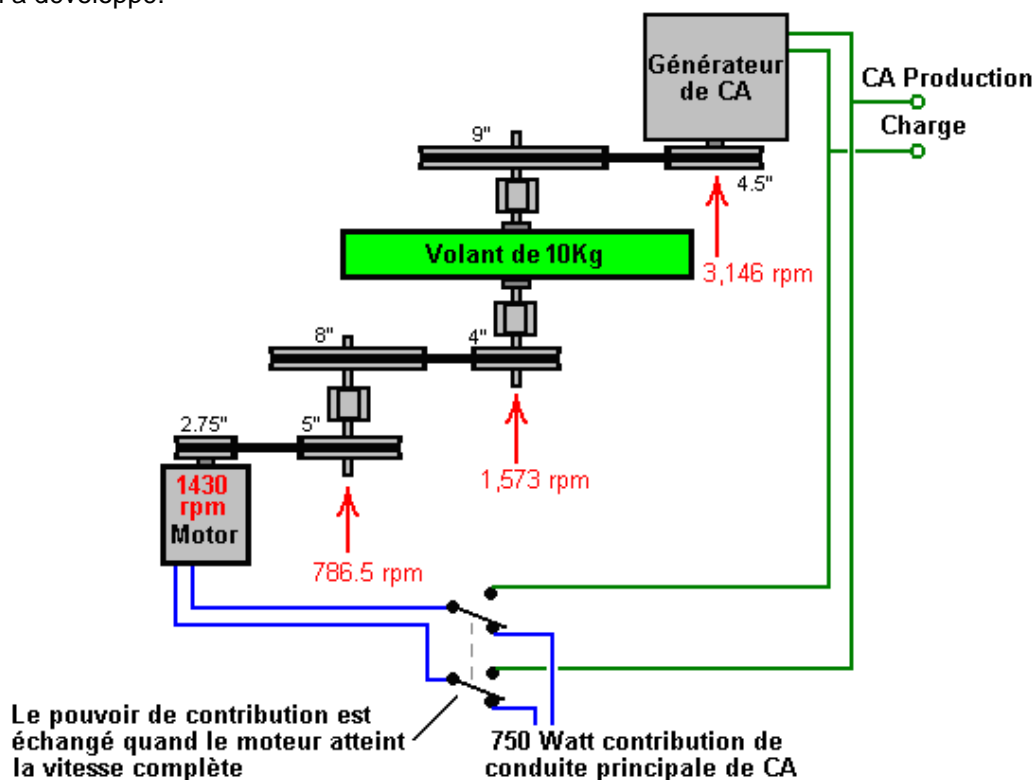 Générateur
de CA
CA Production
Charge
9"
4.5"
Volant de 10Kg
3,146 rpm
8"
4"
2.75"
5"
1,573 rpm
1430
rpm
Motor
786.5 rpm
Le pouvoir de contribution est
échangé quand le moteur atteint
la vitesse complète
750 Watt contribution de
conduite principale de CA